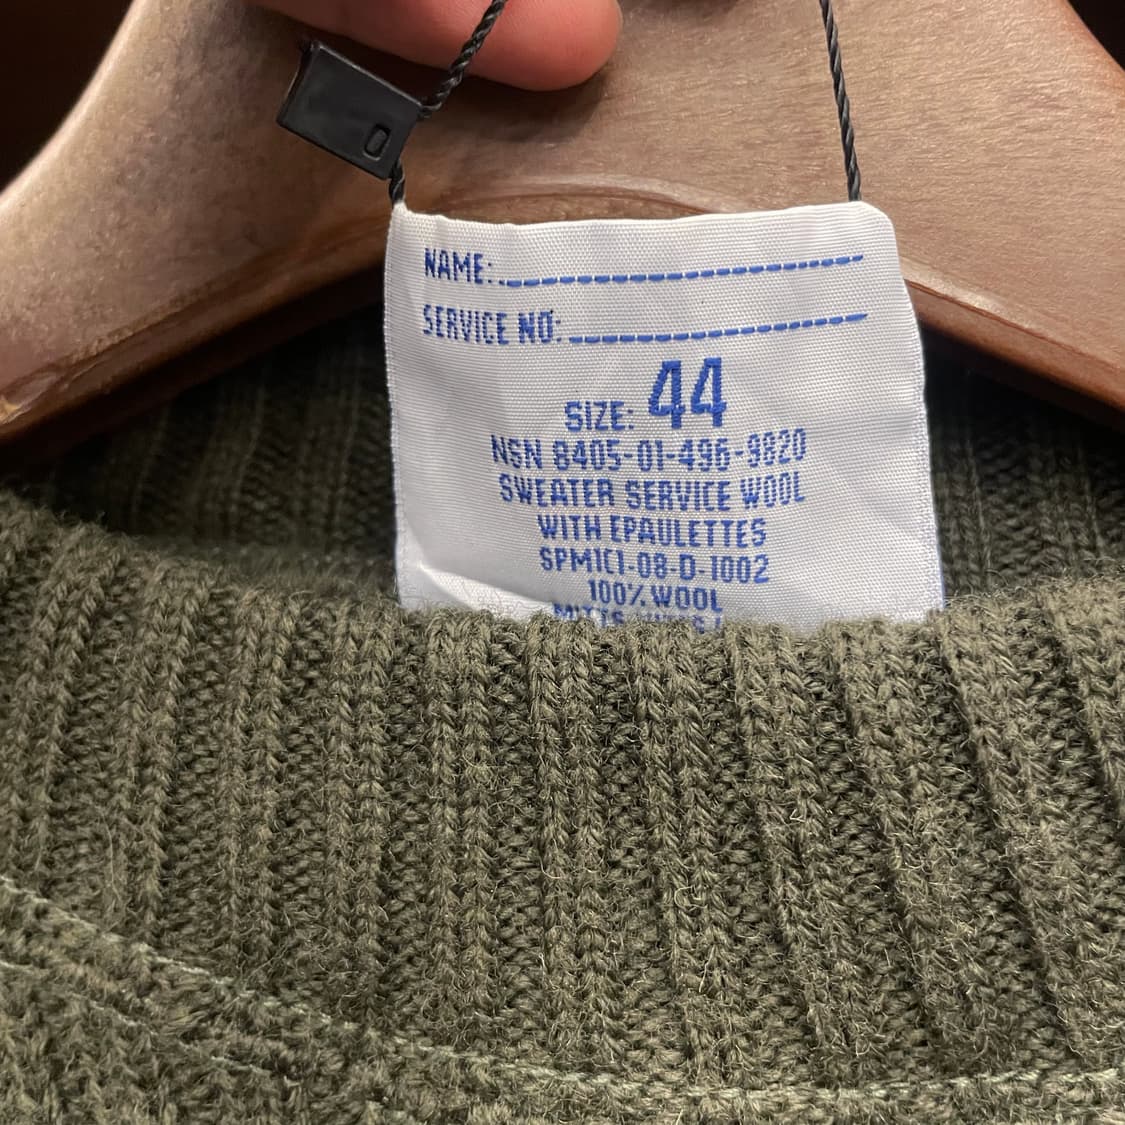 NAME:
SERVICE NO:
SIZE: 44
NSN 8405-01-496-9820
SWEATER SERVICE WOOL
WITH EPAULETTES
SPM1C1-08-D-1002
100% WOOL